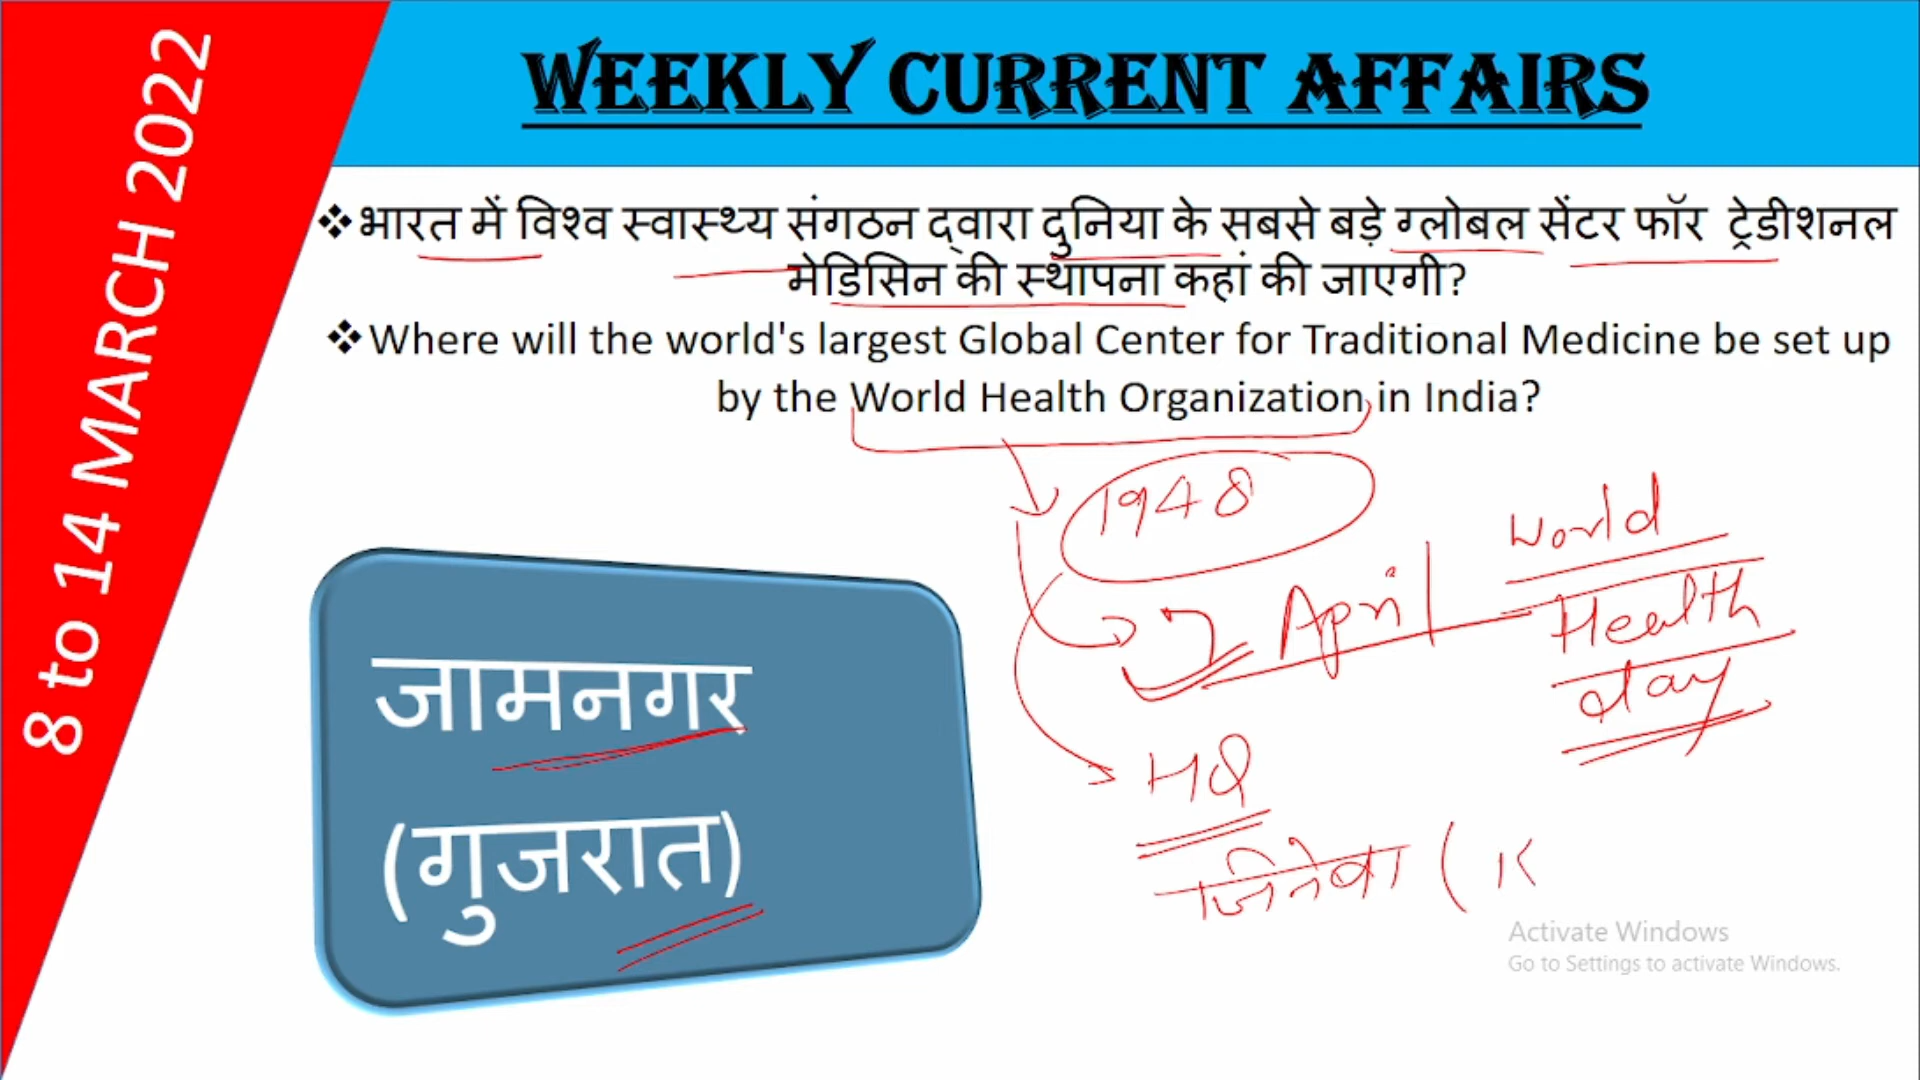 WEEKLY CURRENT AFFAIRS
8 to 14 MARCH 2022
❖भारत में विश्व स्वास्थ्य संगठन द्वारा दुनिया के सबसे बड़े ग्लोबल सेंटर फॉर ट्रेडीशनल
मेडिसिन की स्थापना कहां की जाएगी?
❖Where will the world's largest Global Center for Traditional Medicine be set up
by the World Health Organization in India?
जामनगर
(गुजरात)
1948
7 April
World
Health
day
HQ
जिनेवा (
Activate Windows
Go to Settings to activate Windows.